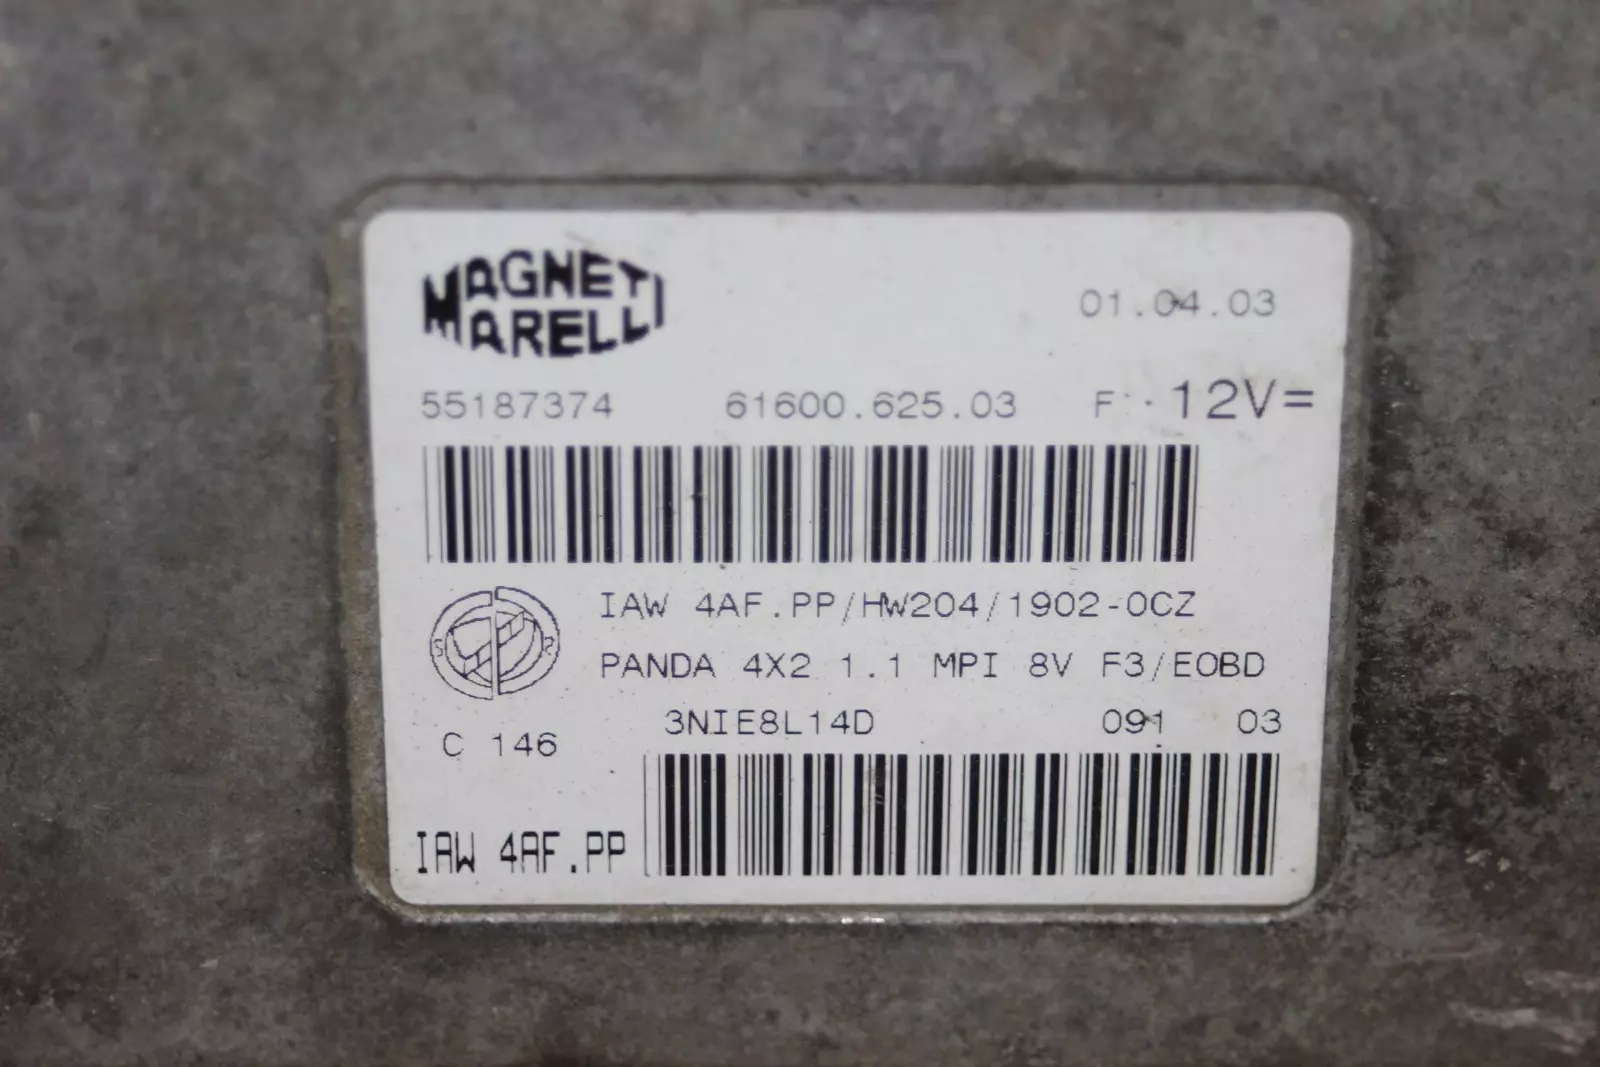 MAGNETI
MARELLI
01.04.03
55187374 61600.625.03 F 12V=
IAW 4AF.PP/HW204/1902-0CZ
S R
PANDA 4X2 1.1 MPI 8V F3/EOBD
3NIE8L14D 091 03
C 146
IAW 4AF.PP